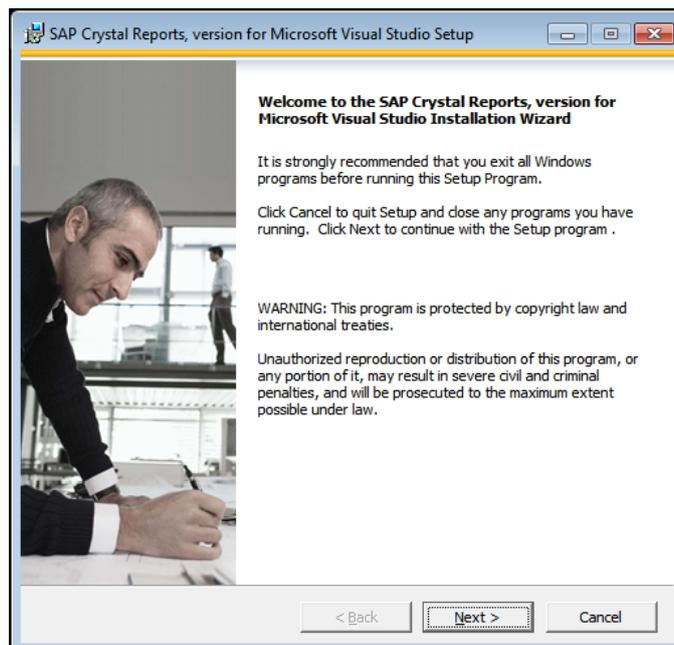 SAP Crystal Reports, version for Microsoft Visual Studio Setup
Welcome to the SAP Crystal Reports, version for
Microsoft Visual Studio Installation Wizard
It is strongly recommended that you exit all Windows
programs before running this Setup Program.
Click Cancel to quit Setup and close any programs you have
running.  Click Next to continue with the Setup program .
WARNING: This program is protected by copyright law and
international treaties.
Unauthorized reproduction or distribution of this program, or
any portion of it, may result in severe civil and criminal
penalties, and will be prosecuted to the maximum extent
possible under law.
< Back
Next >
Cancel